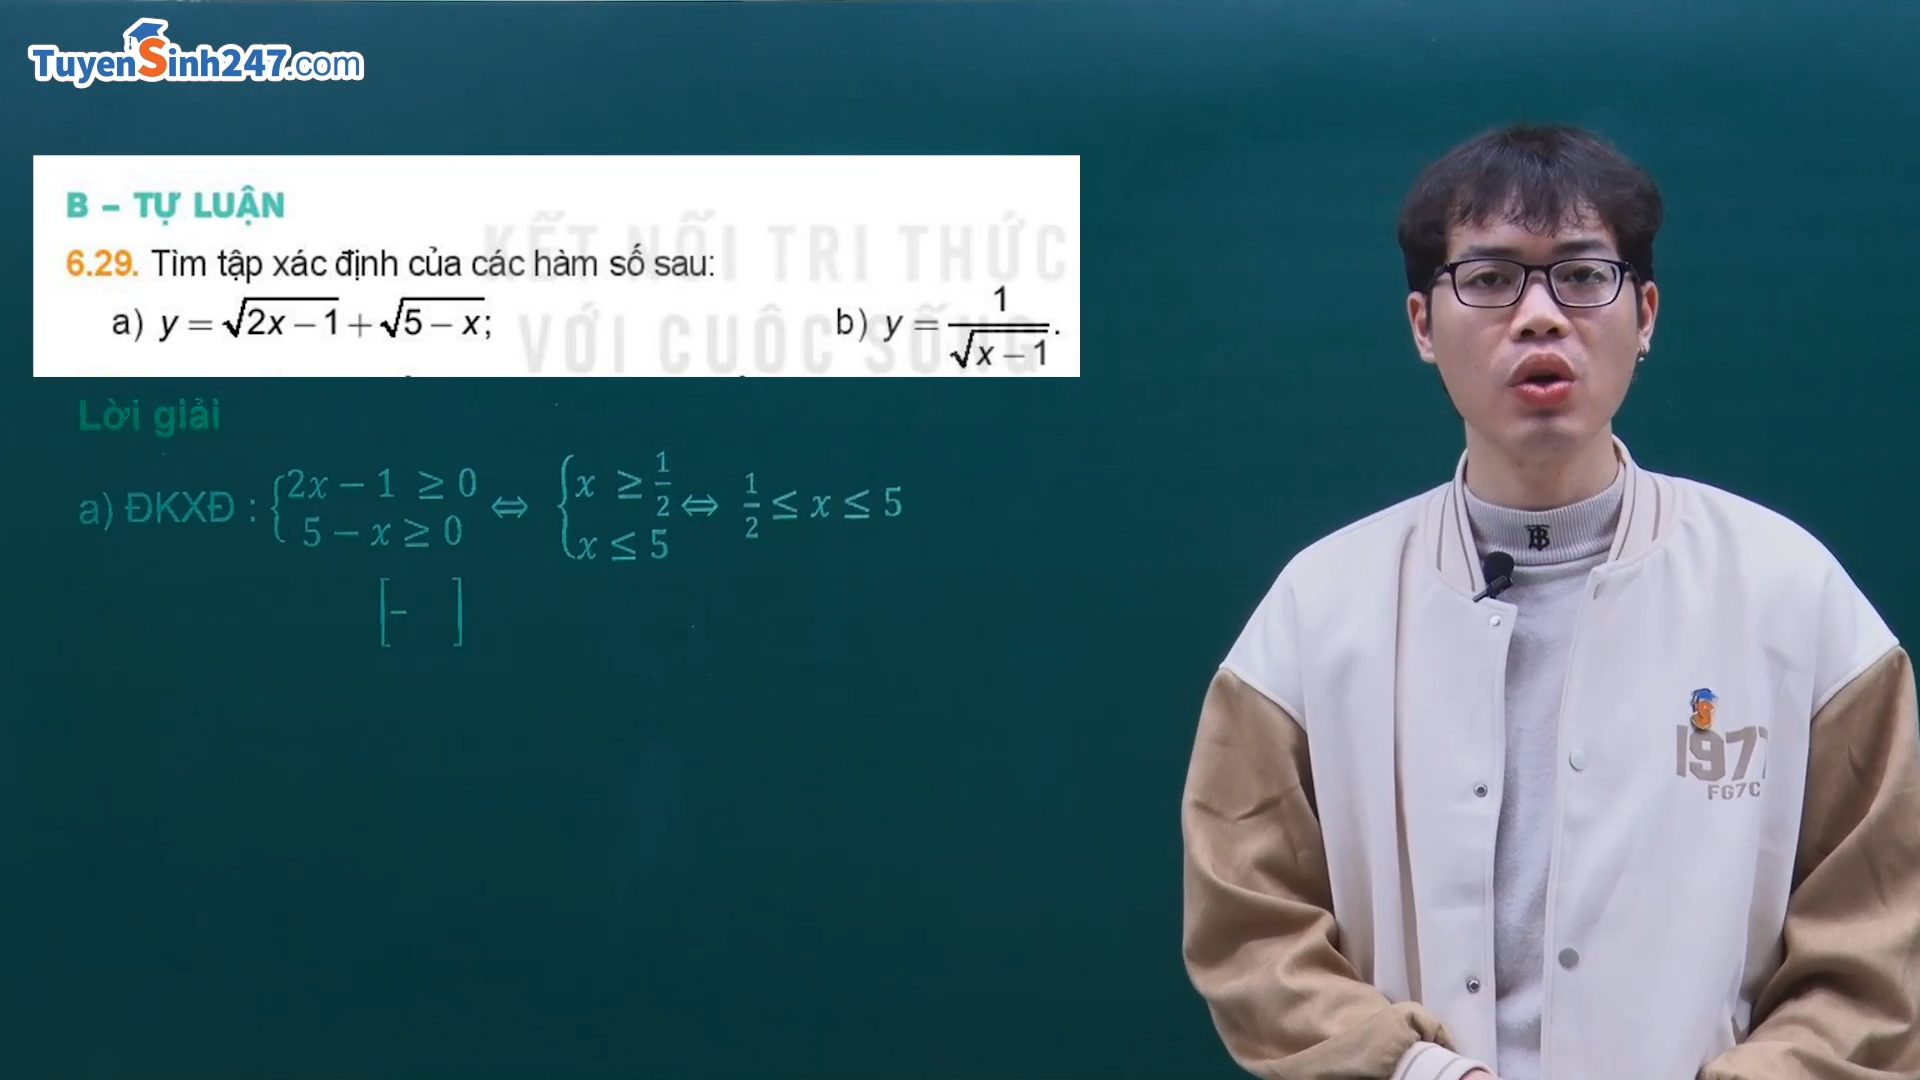 TuyenSinh247.com
B – TỰ LUẬN
KẾT NỐI TRI THỨC
VỚI CUỘC SỐNG
6.29. Tìm tập xác định của các hàm số sau:
a) y = √(2x – 1) + √(5 – x); b) y = 1/√(x – 1).
Lời giải
a) ĐKXĐ : {2x − 1 ≥ 0; 5 − x ≥ 0 ⇔ {x ≥ 1/2; x ≤ 5 ⇔ 1/2 ≤ x ≤ 5
[– ]
1977
FG7C